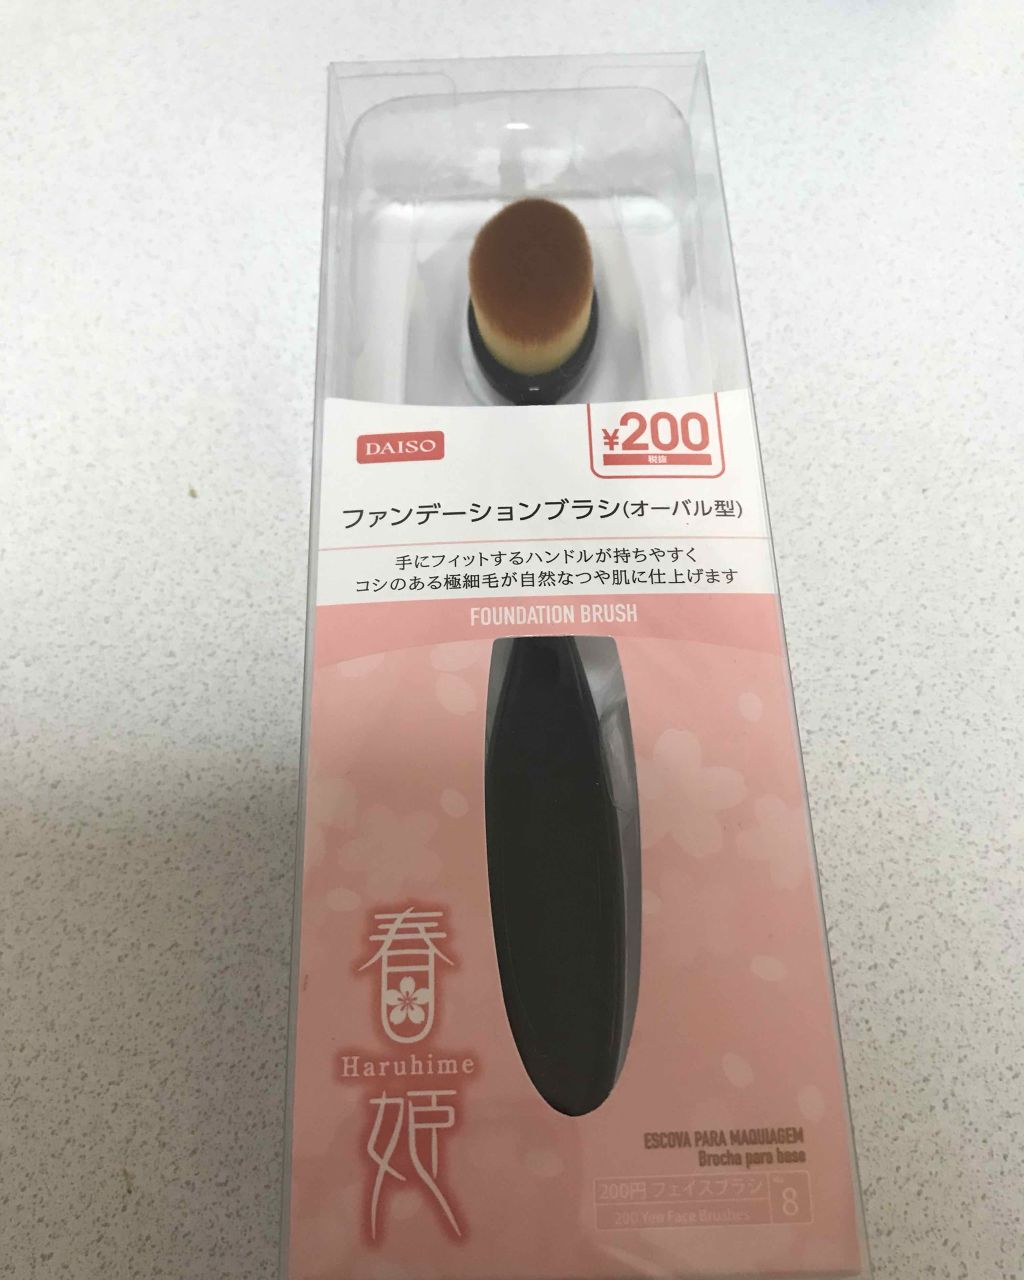 DAISO
¥200
税抜
ファンデーションブラシ(オーバル型)
手にフィットするハンドルが持ちやすく
コシのある極細毛が自然なつや肌に仕上げます
FOUNDATION BRUSH
春
Haruhime
姫
ESCOVA PARA MAQUIAGEM
Brocha para base
200円 フェイスブラシ
200 Yen Face Brushes
No. 8